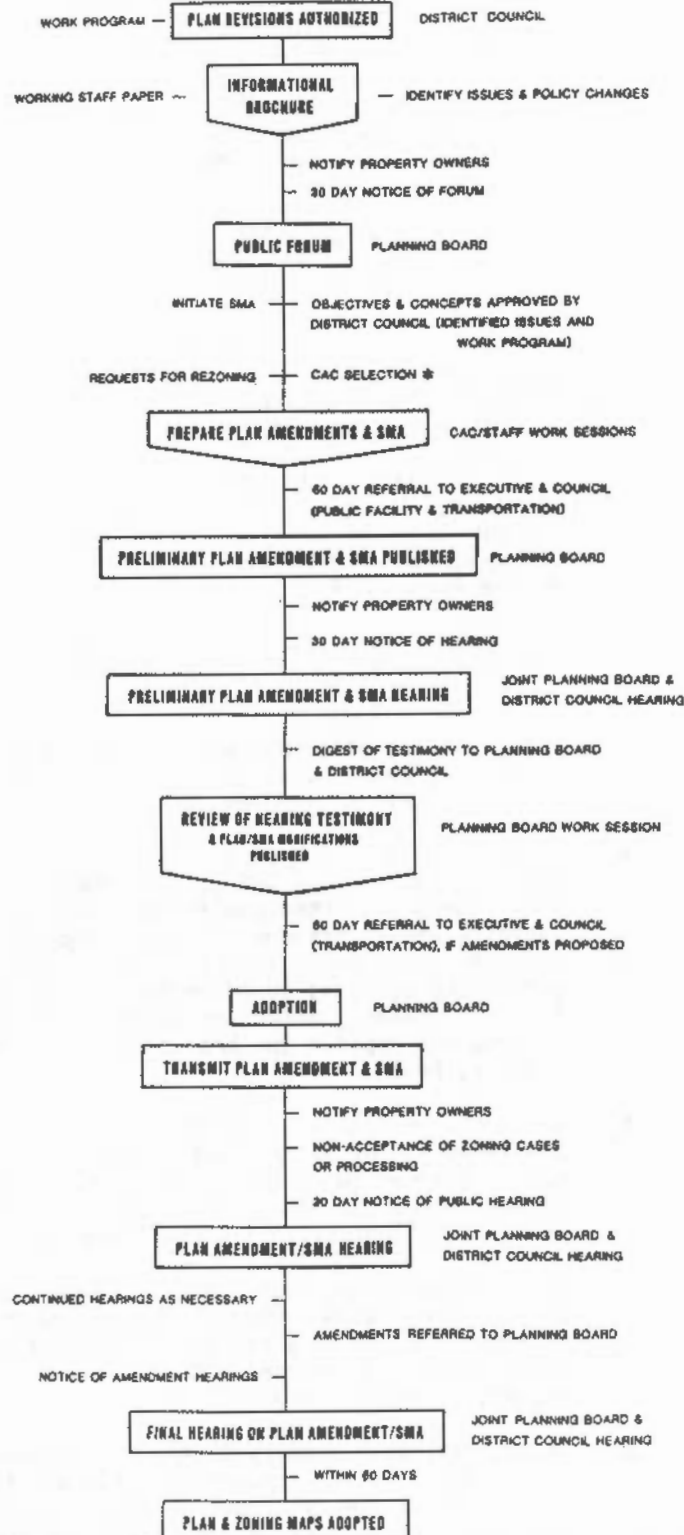 WORK PROGRAM
PLAN REVISIONS AUTHORIZED
DISTRICT COUNCIL
WORKING STAFF PAPER
INFORMATIONAL
BROCHURE
IDENTIFY ISSUES & POLICY CHANGES
NOTIFY PROPERTY OWNERS
30 DAY NOTICE OF FORUM
PUBLIC FORUM
PLANNING BOARD
INITIATE SMA
OBJECTIVES & CONCEPTS APPROVED BY
DISTRICT COUNCIL (IDENTIFIED ISSUES AND
WORK PROGRAM)
REQUESTS FOR REZONING
CAC SELECTION *
PREPARE PLAN AMENDMENTS & SMA
CAC/STAFF WORK SESSIONS
60 DAY REFERRAL TO EXECUTIVE & COUNCIL
(PUBLIC FACILITY & TRANSPORTATION)
PRELIMINARY PLAN AMENDMENT & SMA PUBLISHED
PLANNING BOARD
NOTIFY PROPERTY OWNERS
30 DAY NOTICE OF HEARING
PRELIMINARY PLAN AMENDMENT & SMA HEARING
JOINT PLANNING BOARD &
DISTRICT COUNCIL HEARING
DIGEST OF TESTIMONY TO PLANNING BOARD
& DISTRICT COUNCIL
REVIEW OF HEARING TESTIMONY
& PLAN/SMA MODIFICATIONS
PUBLISHED
PLANNING BOARD WORK SESSION
60 DAY REFERRAL TO EXECUTIVE & COUNCIL
(TRANSPORTATION), IF AMENDMENTS PROPOSED
ADOPTION
PLANNING BOARD
TRANSMIT PLAN AMENDMENT & SMA
NOTIFY PROPERTY OWNERS
NON-ACCEPTANCE OF ZONING CASES
OR PROCESSING
30 DAY NOTICE OF PUBLIC HEARING
PLAN AMENDMENT/SMA HEARING
JOINT PLANNING BOARD &
DISTRICT COUNCIL HEARING
CONTINUED HEARINGS AS NECESSARY
AMENDMENTS REFERRED TO PLANNING BOARD
NOTICE OF AMENDMENT HEARINGS
FINAL HEARING ON PLAN AMENDMENT/SMA
JOINT PLANNING BOARD &
DISTRICT COUNCIL HEARING
WITHIN 60 DAYS
PLAN & ZONING MAPS ADOPTED